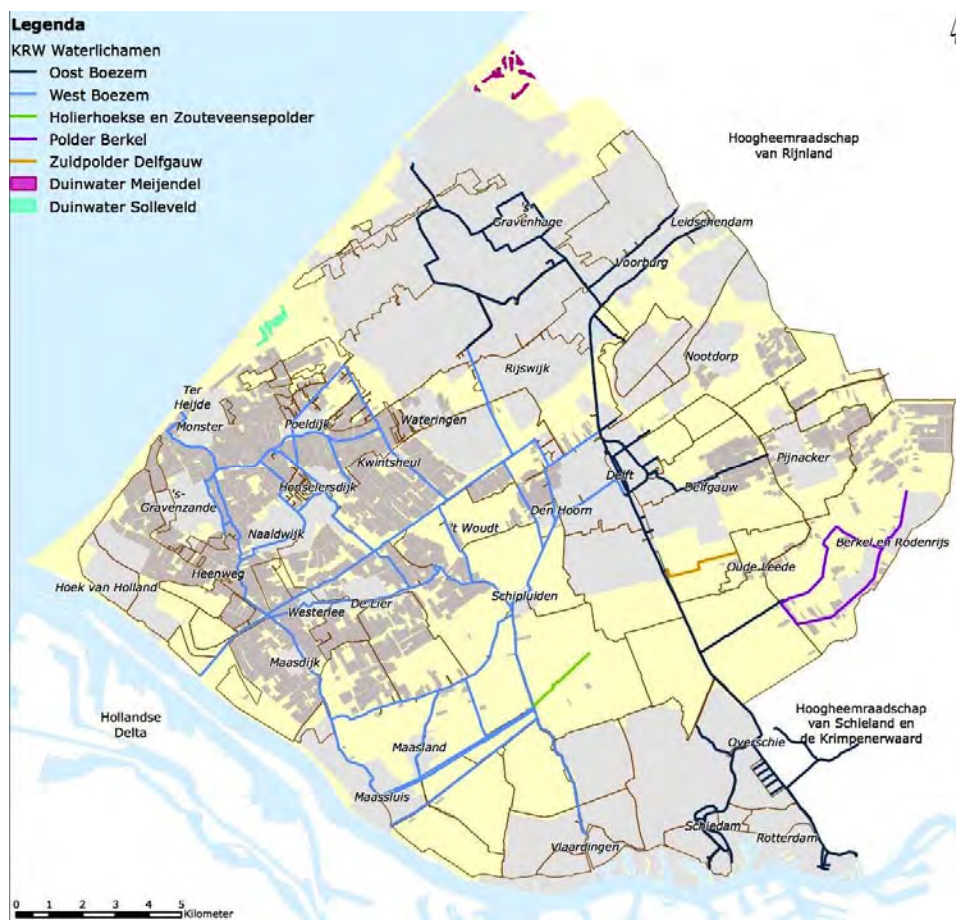 Legenda
KRW Waterlichamen
Oost Boezem
West Boezem
Holierhoekse en Zouteveensepolder
Polder Berkel
Zuidpolder Delfgauw
Duinwater Meijendel
Duinwater Solleveld
Hoogheemraadschap
van Rijnland
's-
Gravenhage
Leidschendam
Voorburg
Nootdorp
Rijswijk
Ter
Heijde
Monster
Poeldijk
Wateringen
Kwintsheul
Honselersdijk
Pijnacker
Delft
Delfgauw
's-
Gravenzande
Den Hoorn
't Woudt
Naaldwijk
Berkel en Rodenrijs
Oude Leede
Heenweg
Hoek van Holland
Schipluiden
De Lier
Westerlee
Maasdijk
Hollandse
Delta
Hoogheemraadschap
van Schieland en
de Krimpenerwaard
Maasland
Overschie
Maassluis
Schiedam
Rotterdam
Vlaardingen
0 1 2 3 4 5
Kilometer